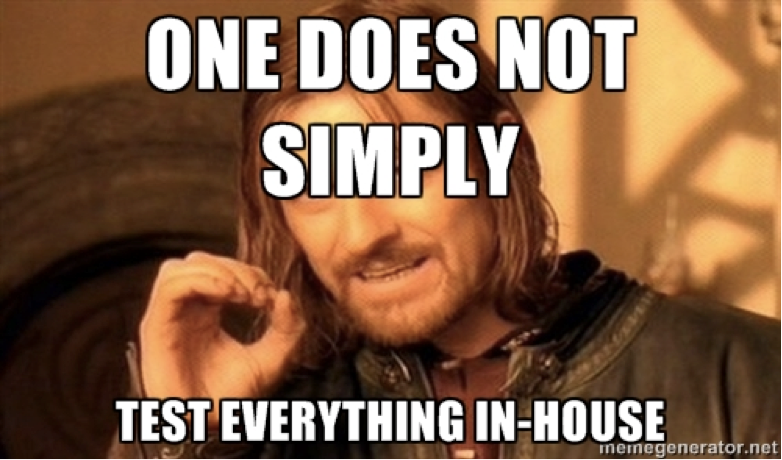 ONE DOES NOT
SIMPLY
TEST EVERYTHING IN-HOUSE
memegenerator.net